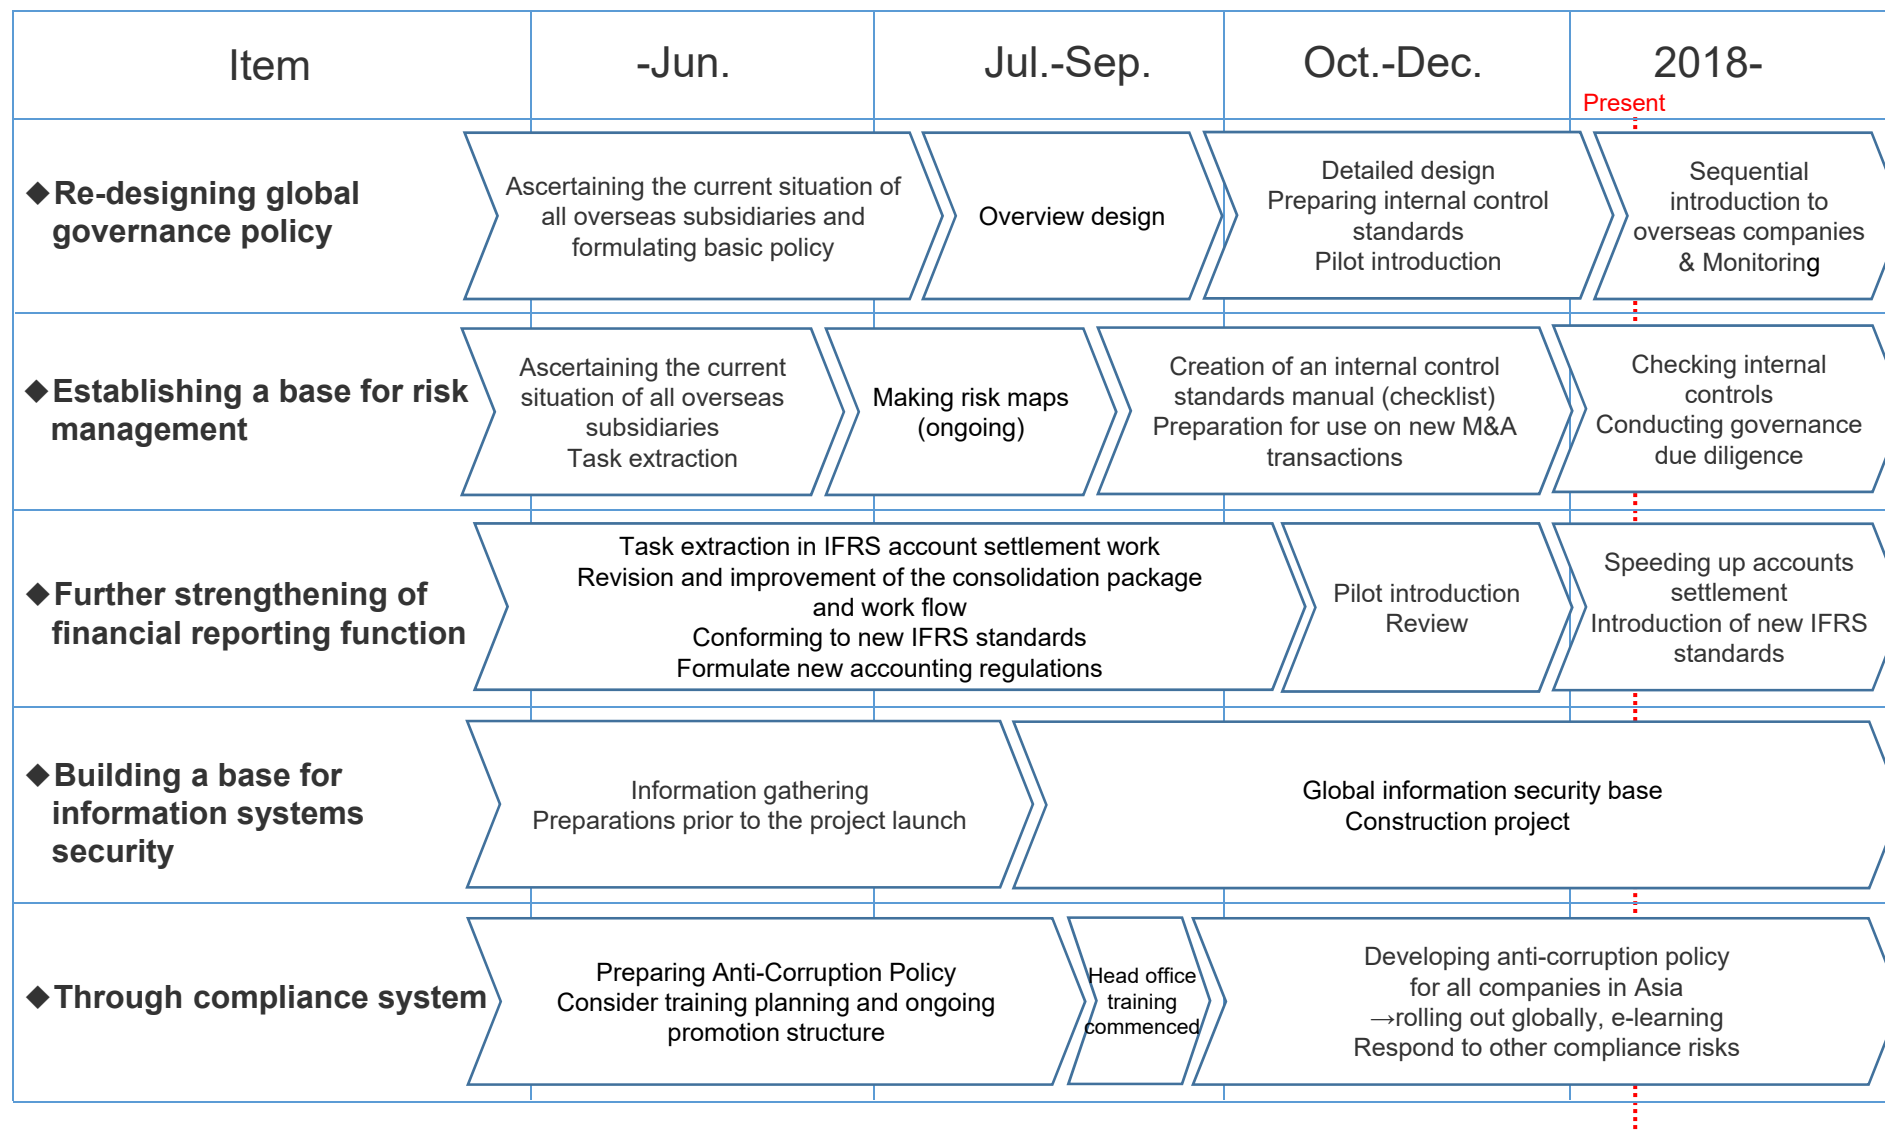 Item
-Jun.
Jul.-Sep.
Oct.-Dec.
2018-
Present
◆Re-designing global
governance policy
Ascertaining the current situation of
all overseas subsidiaries and
formulating basic policy
Overview design
Detailed design
Preparing internal control
standards
Pilot introduction
Sequential
introduction to
overseas companies
& Monitoring
◆Establishing a base for risk
management
Ascertaining the current
situation of all overseas
subsidiaries
Task extraction
Making risk maps
(ongoing)
Creation of an internal control
standards manual (checklist)
Preparation for use on new M&A
transactions
Checking internal
controls
Conducting governance
due diligence
◆Further strengthening of
financial reporting function
Task extraction in IFRS account settlement work
Revision and improvement of the consolidation package
and work flow
Conforming to new IFRS standards
Formulate new accounting regulations
Pilot introduction
Review
Speeding up accounts
settlement
Introduction of new IFRS
standards
◆Building a base for
information systems
security
Information gathering
Preparations prior to the project launch
Global information security base
Construction project
◆Through compliance system
Preparing Anti-Corruption Policy
Consider training planning and ongoing
promotion structure
Head office
training
commenced
Developing anti-corruption policy
for all companies in Asia
→rolling out globally, e-learning
Respond to other compliance risks